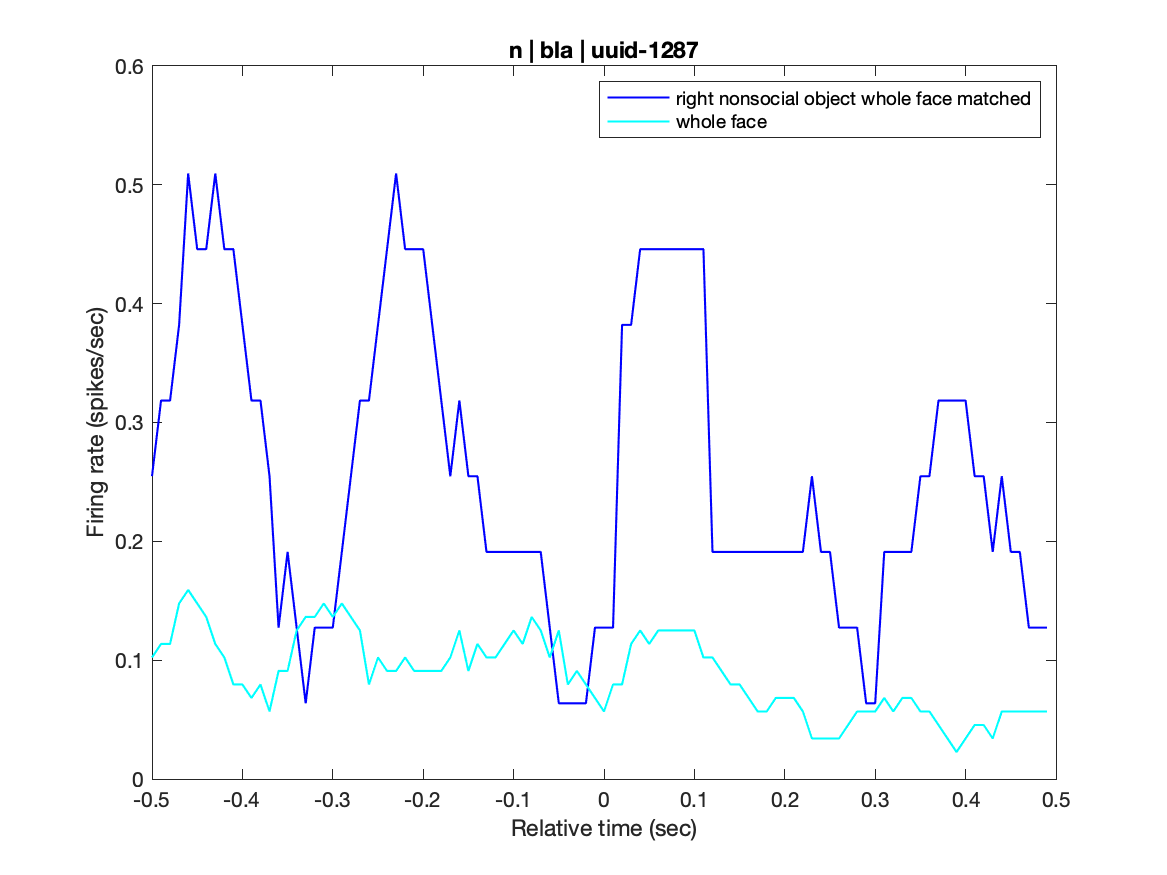 n | bla | uuid-1287
right nonsocial object whole face matched
whole face
Firing rate (spikes/sec)
0.6
0.5
0.4
0.3
0.2
0.1
0
-0.5 -0.4 -0.3 -0.2 -0.1 0 0.1 0.2 0.3 0.4 0.5
Relative time (sec)